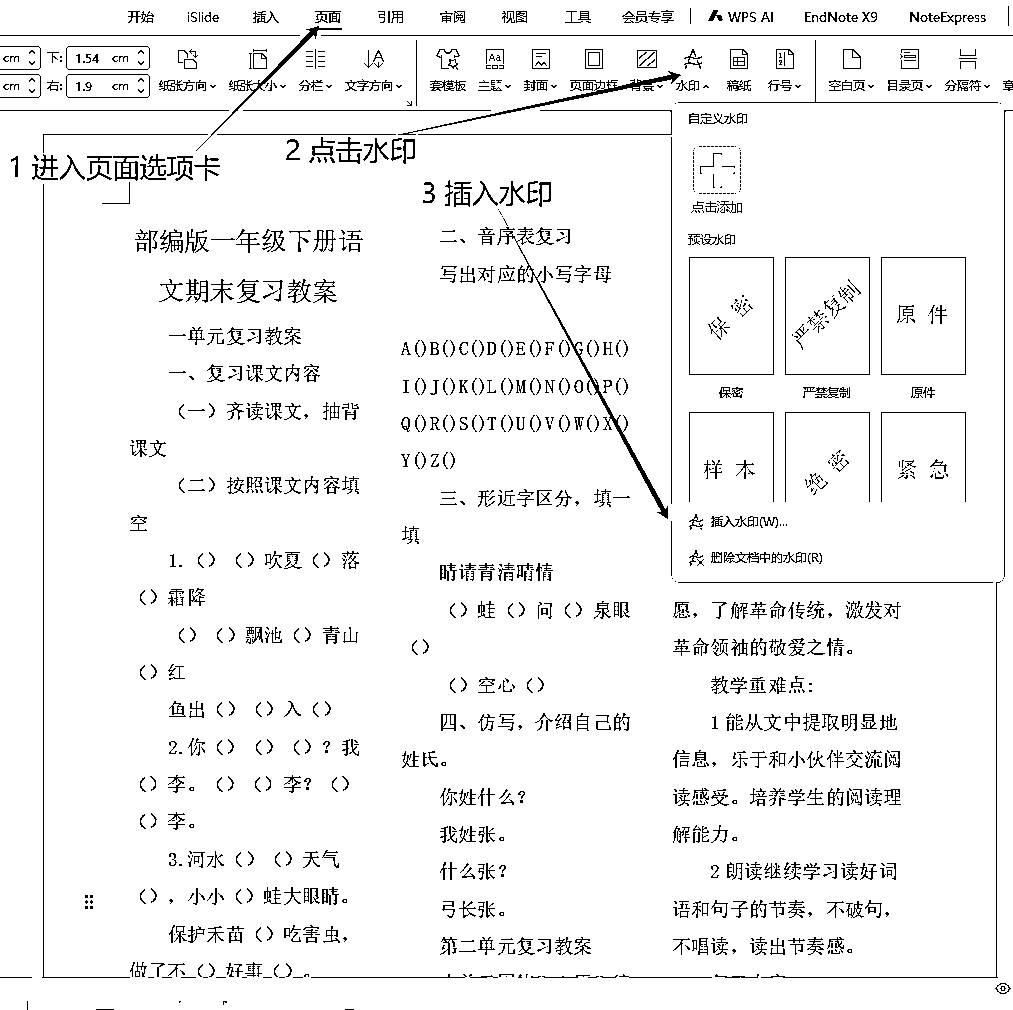 开始 iSlide 插入 页面 引用 审阅 视图 工具 会员专享 WPS AI EndNote X9 NoteExpress
cm 下: 1.54 cm
cm 右: 1.9 cm
纸张方向 纸张大小 分栏 文字方向 套模板 主题 封面 页面边框 背景 水印 稿纸 行号 空白页 目录页 分隔符
1 进入页面选项卡
2 点击水印
3 插入水印
自定义水印
点击添加
预设水印
保密 严禁复制 原件
保密 严禁复制 原件
样本 绝密 紧急
插入水印(W)...
删除文档中的水印(R)
部编版一年级下册语
文期末复习教案
一单元复习教案
一、复习课文内容
（一）齐读课文，抽背
课文
（二）按照课文内容填
空
1.（）（）吹夏（）落
（）霜降
（）（）飘池（）青山
（）红
鱼出（）（）入（）
2.你（）（）（）？我
（）李。（）（）李？（）
（）李。
3.河水（）（）天气
（），小小（）蛙大眼睛。
保护禾苗（）吃害虫，
做了不（）好事（）。
二、音序表复习
写出对应的小写字母
A()B()C()D()E()F()G()H()
I()J()K()L()M()N()O()P()
Q()R()S()T()U()V()W()X()
Y()Z()
三、形近字区分，填一
填
睛请青清晴情
（）蛙（）问（）泉眼
（）
（）空心（）
四、仿写，介绍自己的
姓氏。
你姓什么？
我姓张。
什么张？
弓长张。
第二单元复习教案
愿，了解革命传统，激发对
革命领袖的敬爱之情。
教学重难点:
1 能从文中提取明显地
信息，乐于和小伙伴交流阅
读感受。培养学生的阅读理
解能力。
2 朗读继续学习读好词
语和句子的节奏，不破句，
不唱读，读出节奏感。